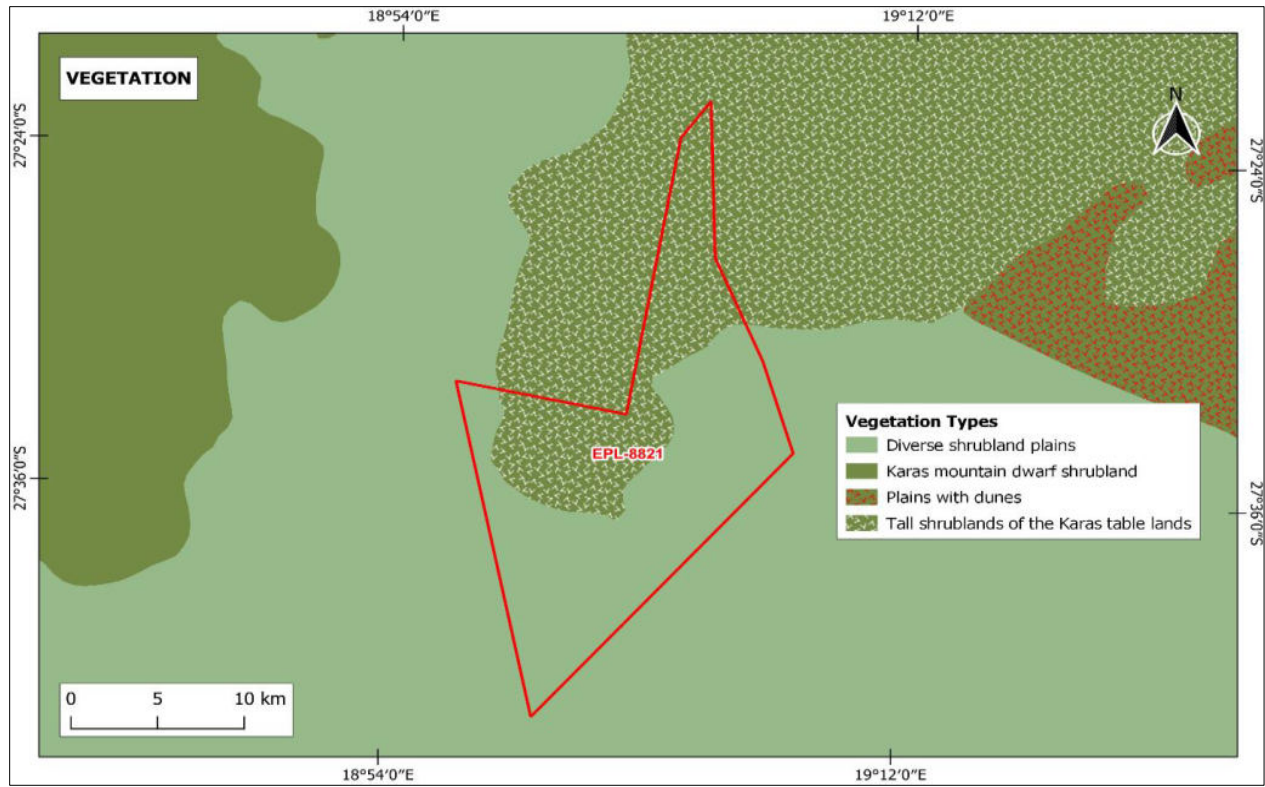 18°54'0"E
19°12'0"E
VEGETATION
N
27°24'0"S
27°24'0"S
EPL-8821
Vegetation Types
Diverse shrubland plains
Karas mountain dwarf shrubland
Plains with dunes
Tall shrublands of the Karas table lands
27°36'0"S
27°36'0"S
0 5 10 km
18°54'0"E
19°12'0"E